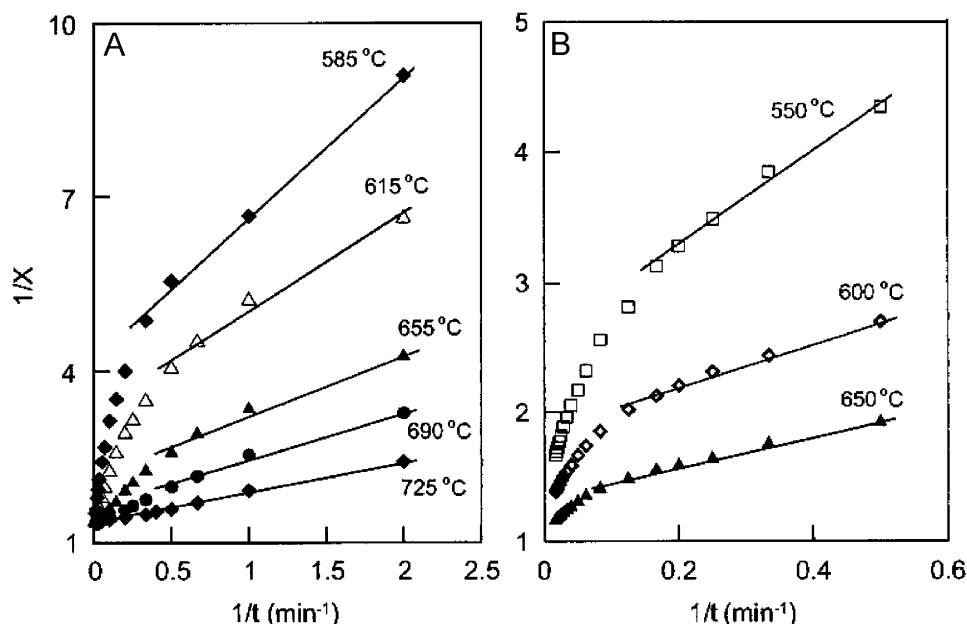 A
10
7
4
1
1/X
585 °C
615 °C
655 °C
690 °C
725 °C
0 0.5 1 1.5 2 2.5
1/t (min⁻¹)
B
5
4
3
2
1
550 °C
600 °C
650 °C
0 0.2 0.4 0.6
1/t (min⁻¹)